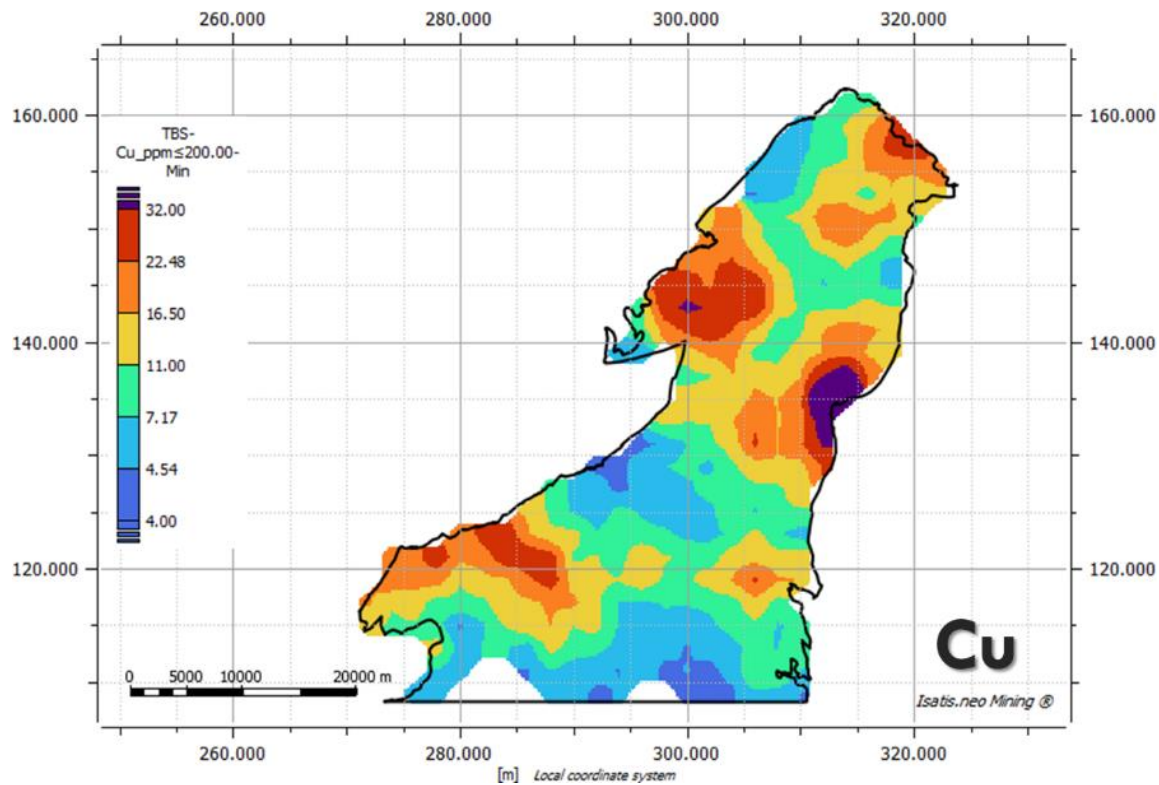 260.000 280.000 300.000 320.000
160.000 160.000
TBS-
Cu_ppm≤200.00-
Min
32.00
22.48
16.50
11.00
7.17
4.54
4.00
140.000 140.000
120.000 120.000
0 5000 10000 20000 m
Cu
Isatis.neo Mining ®
260.000 280.000 300.000 320.000
[m] Local coordinate system